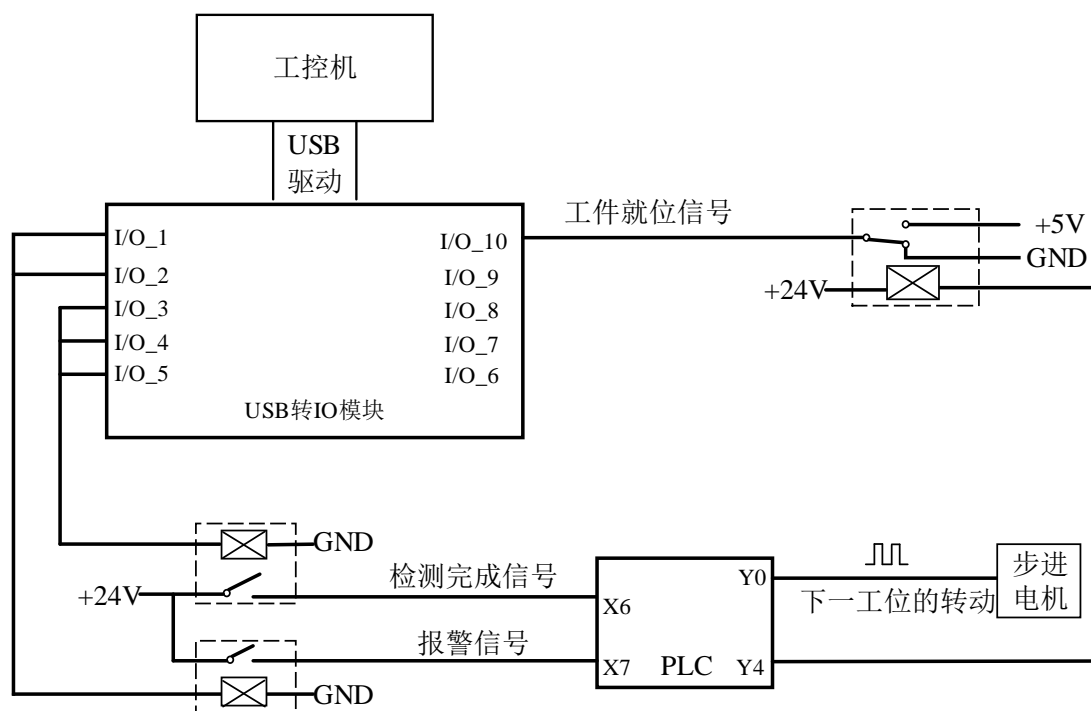 工控机
USB
驱动
I/O_1
I/O_2
I/O_3
I/O_4
I/O_5
I/O_10
I/O_9
I/O_8
I/O_7
I/O_6
USB转IO模块
工件就位信号
+5V
GND
+24V
GND
+24V
检测完成信号
报警信号
GND
X6
X7
PLC
Y0
Y4
下一工位的转动
步进
电机